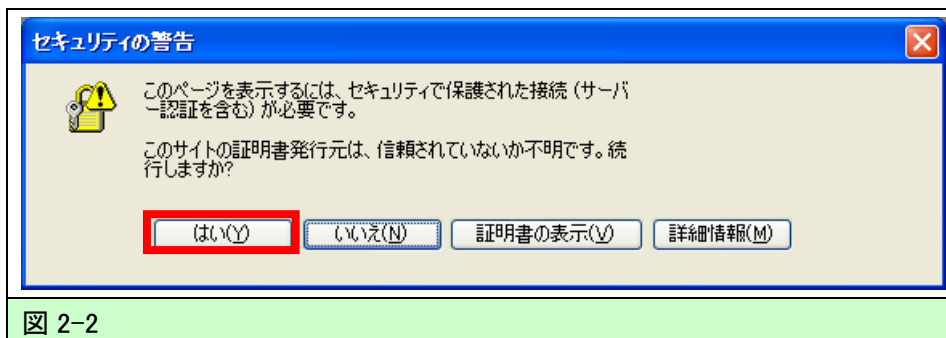 セキュリティの警告
このページを表示するには、セキュリティで保護された接続 (サーバ
ー認証を含む) が必要です。
このサイトの証明書発行元は、信頼されていないか不明です。続
行しますか?
はい(Y) いいえ(N) 証明書の表示(V) 詳細情報(M)
図 2-2